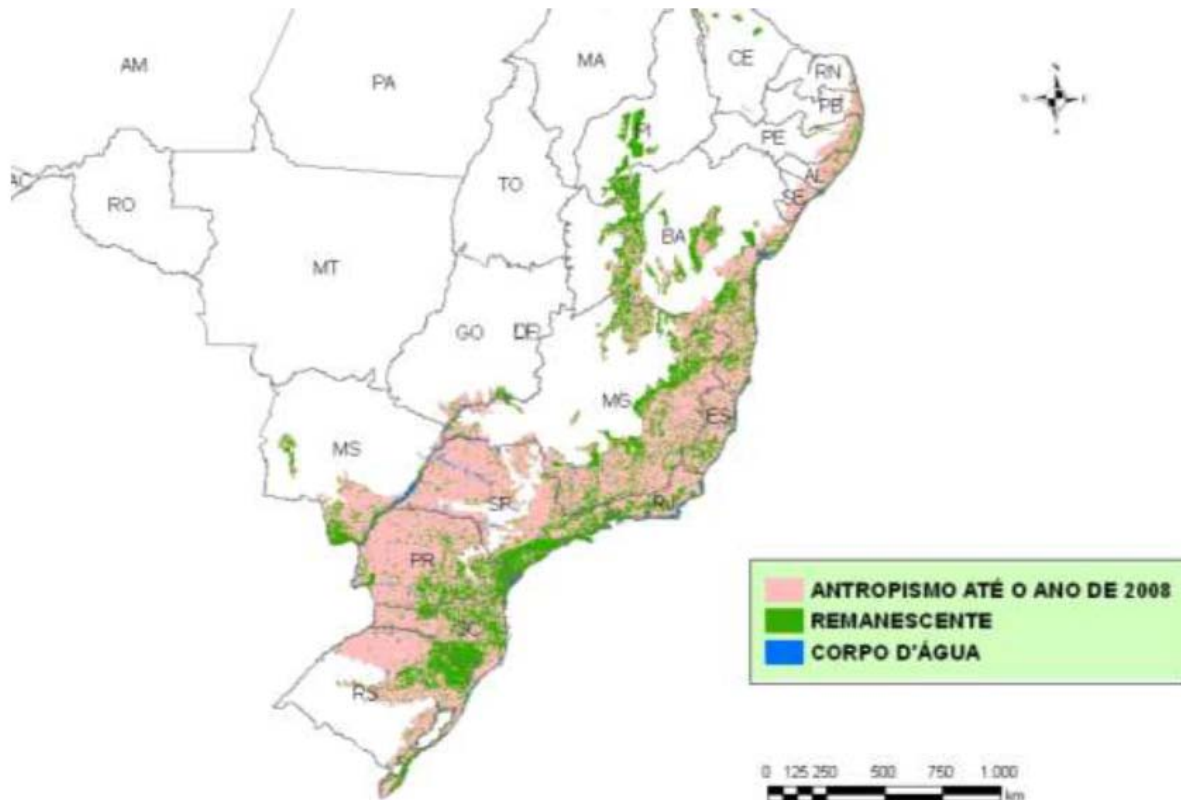 AM
PA
MA
CE
RN
PB
PI
PE
AL
SE
AC
RO
TO
BA
MT
GO
DF
MG
ES
MS
SP
RJ
PR
SC
RS
N
E
ANTROPISMO ATÉ O ANO DE 2008
REMANESCENTE
CORPO D'ÁGUA
0 125 250 500 750 1.000
km